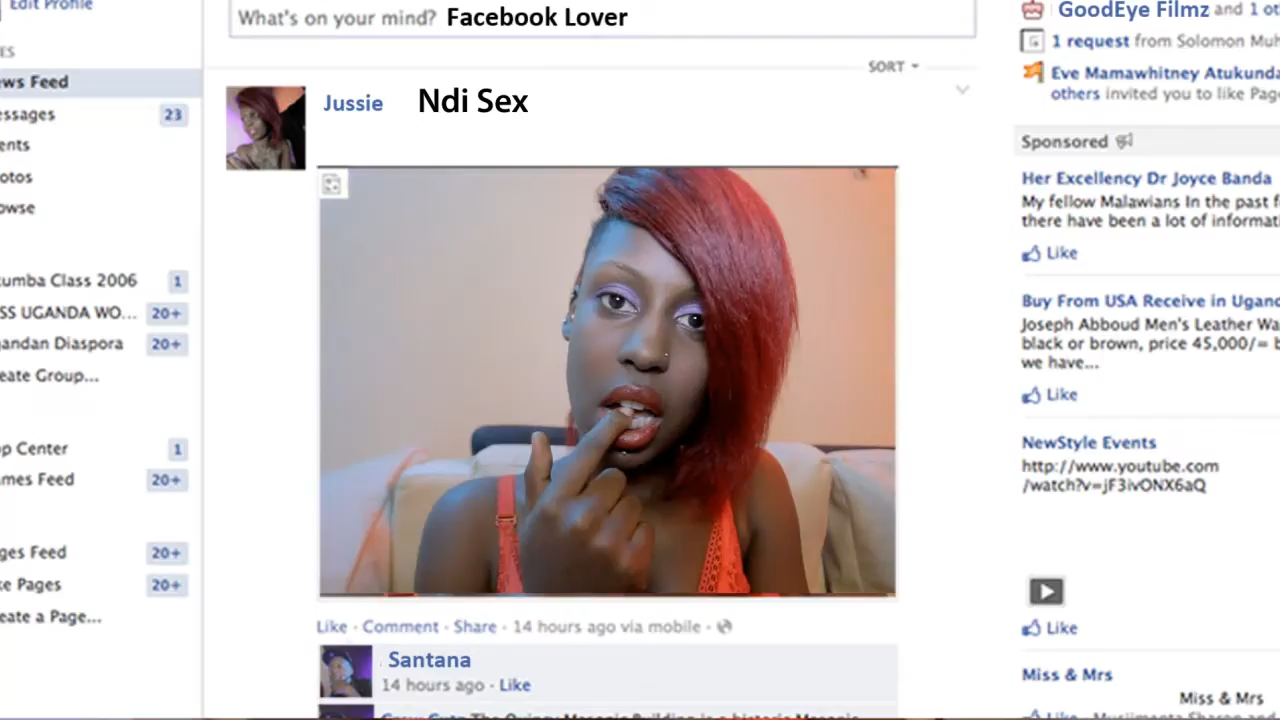 Edit Profile
ES
ews Feed
essages 23
ents
otos
owse
umba Class 2006 1
SS UGANDA WO... 20+
andan Diaspora 20+
eate Group...
op Center 1
mes Feed 20+
ges Feed 20+
ke Pages 20+
eate a Page...
What's on your mind? Facebook Lover
SORT
Jussie Ndi Sex
Like · Comment · Share · 14 hours ago via mobile ·
Santana
14 hours ago · Like
GoodEye Filmz and 1 ot
1 request from Solomon Muh
Eve Mamawhitney Atukunda
others invited you to like Page
Sponsored
Her Excellency Dr Joyce Banda
My fellow Malawians In the past f
there have been a lot of informati
Like
Buy From USA Receive in Ugand
Joseph Abboud Men's Leather Wa
black or brown, price 45,000/= b
we have...
Like
NewStyle Events
http://www.youtube.com
/watch?v=jF3ivONX6aQ
Like
Miss & Mrs
Miss & Mrs
Like